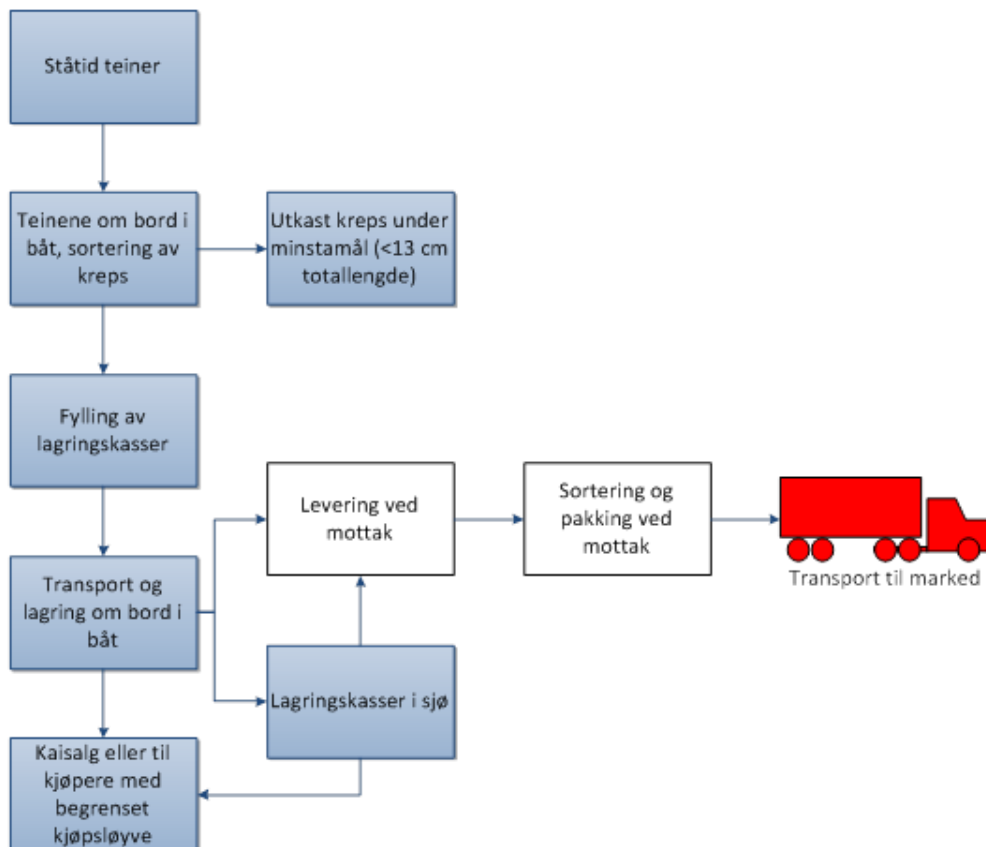 Ståtid teiner
Teinene om bord i
båt, sortering av
kreps
Utkast kreps under
minstamål (<13 cm
totallengde)
Fylling av
lagringskasser
Levering ved
mottak
Sortering og
pakking ved
mottak
Transport til marked
Transport og
lagring om bord i
båt
Lagringskasser i sjø
Kaisalg eller til
kjøpere med
begrenset
kjøpsløyve